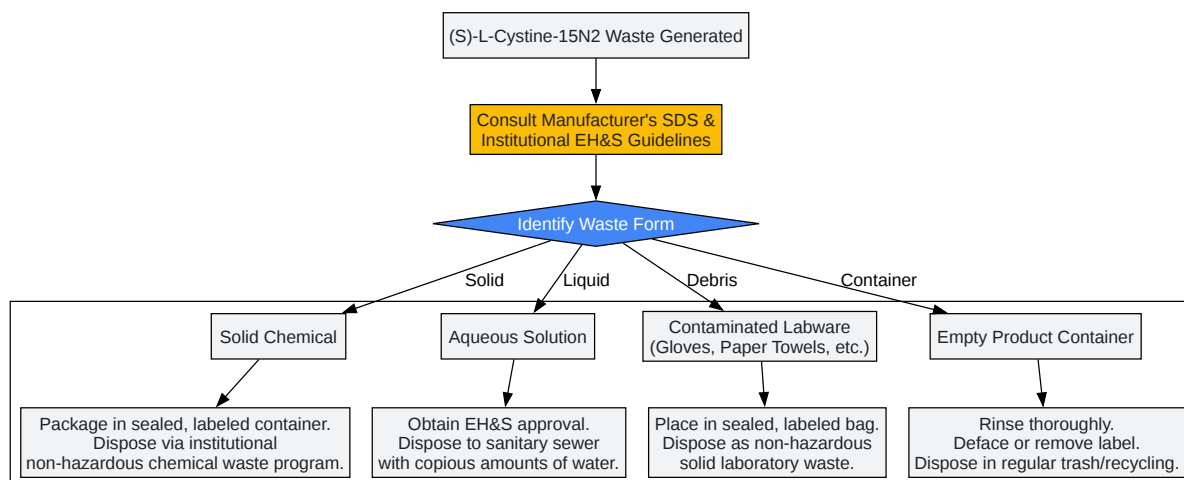 (S)-L-Cystine-15N2 Waste Generated
Consult Manufacturer's SDS &
Institutional EH&S Guidelines
Identify Waste Form
Solid
Liquid
Debris
Container
Solid Chemical
Aqueous Solution
Contaminated Labware
(Gloves, Paper Towels, etc.)
Empty Product Container
Package in sealed, labeled container.
Dispose via institutional
non-hazardous chemical waste program.
Obtain EH&S approval.
Dispose to sanitary sewer
with copious amounts of water.
Place in sealed, labeled bag.
Dispose as non-hazardous
solid laboratory waste.
Rinse thoroughly.
Deface or remove label.
Dispose in regular trash/recycling.